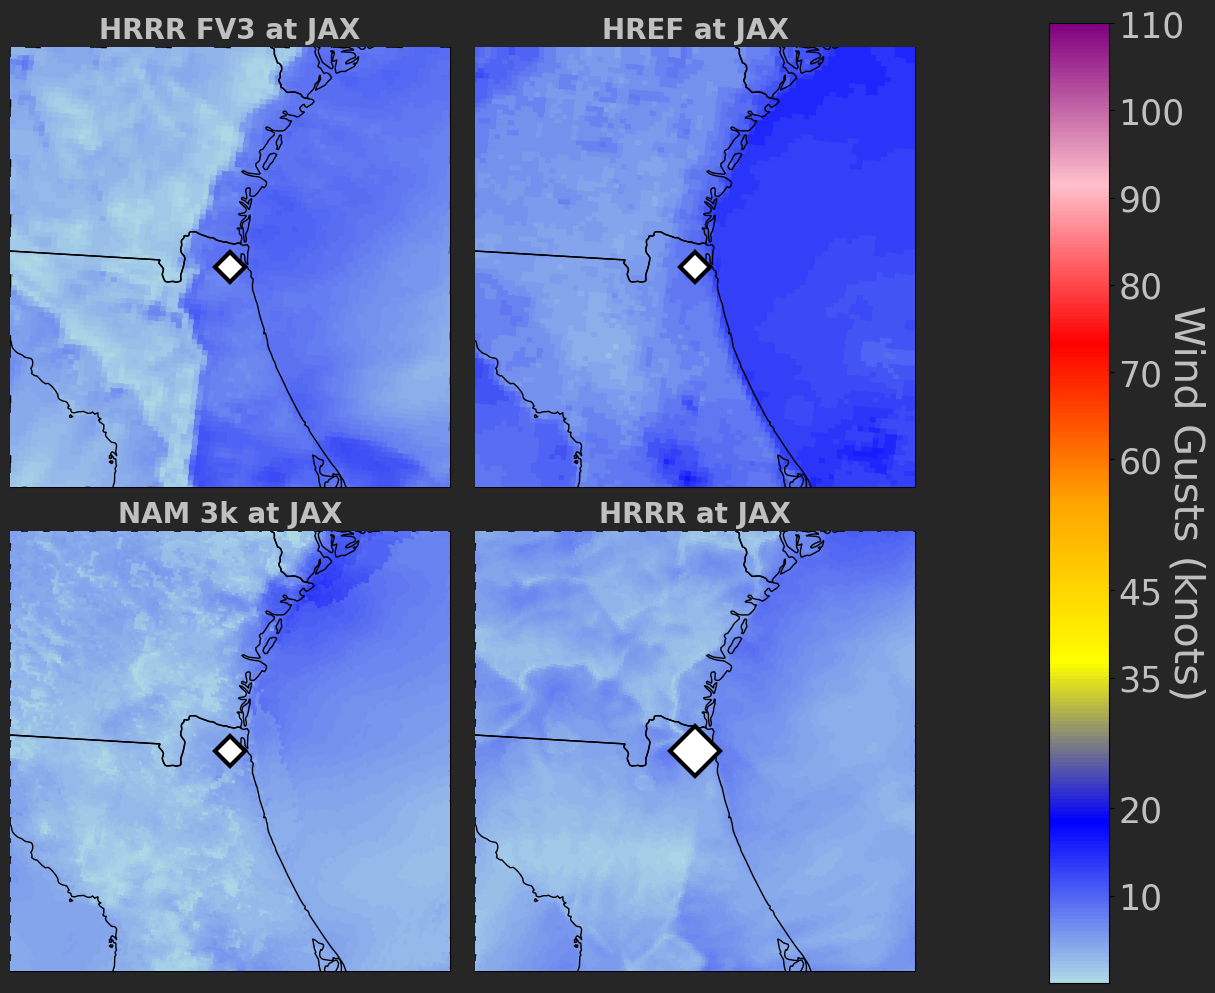 HRRR FV3 at JAX
HREF at JAX
NAM 3k at JAX
HRRR at JAX
110
100
90
80
70
60
45
35
20
10
Wind Gusts (knots)